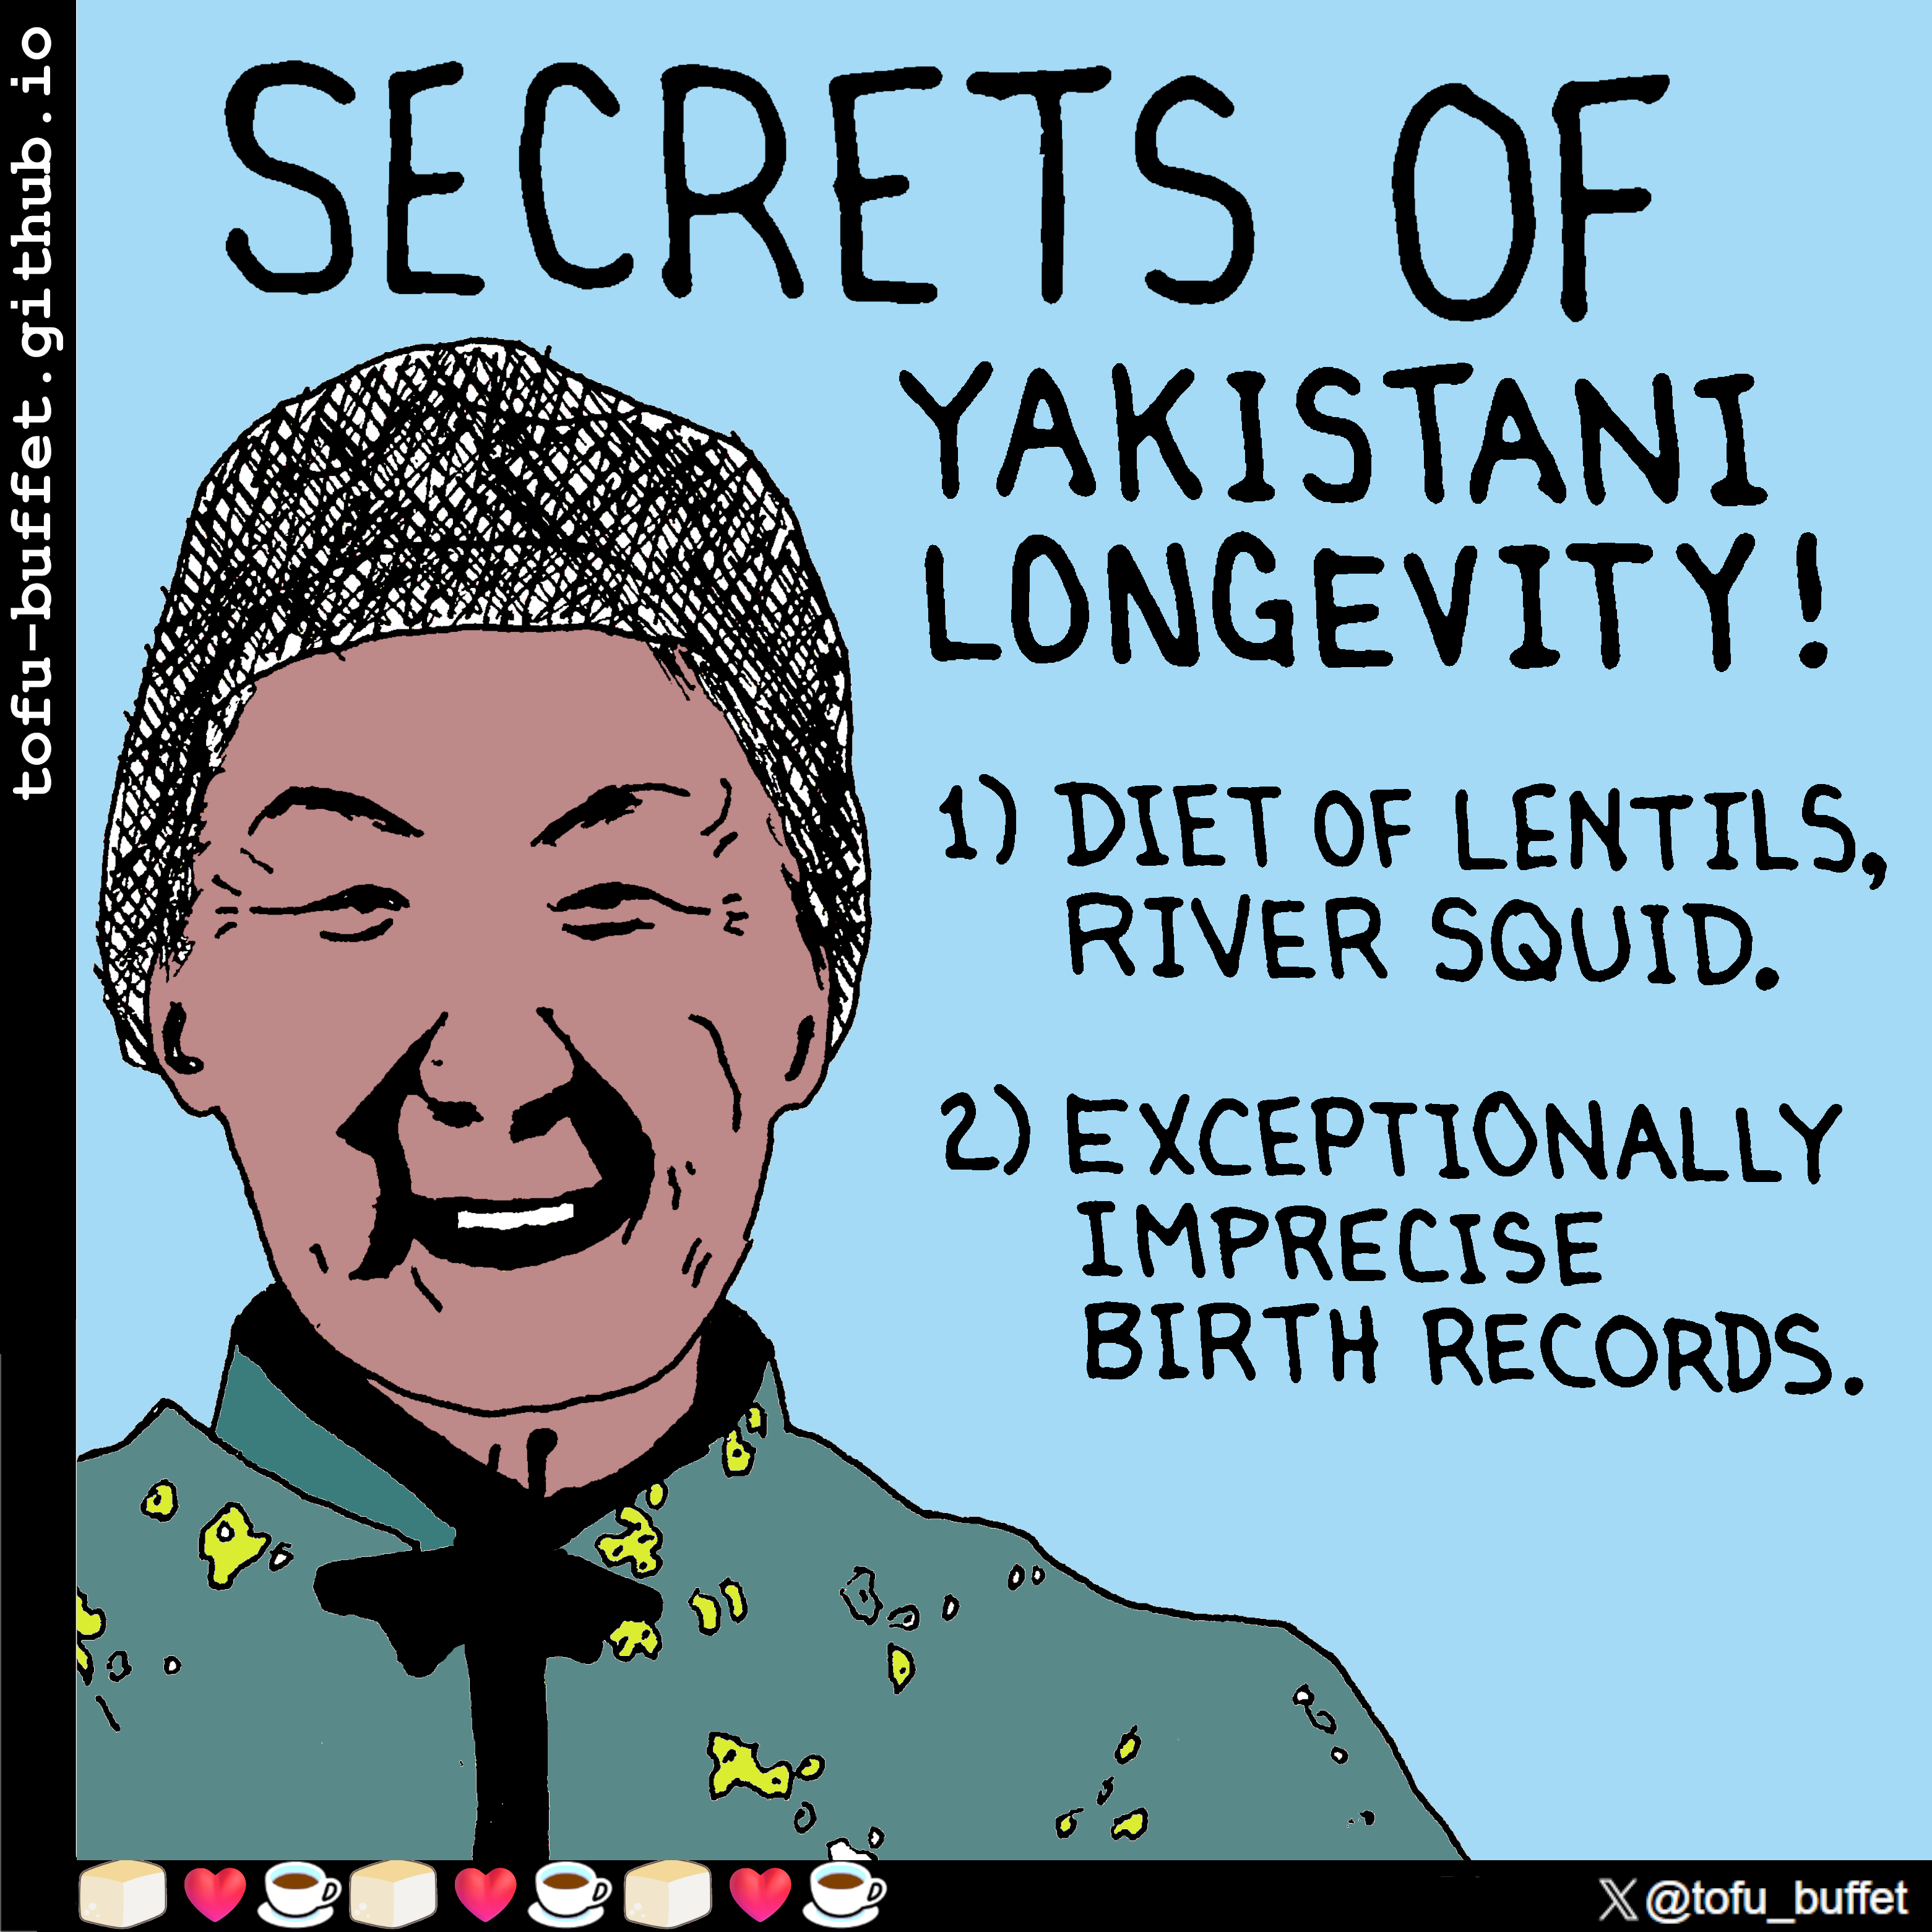 tofu-buffet.github.io
SECRETS OF
YAKISTANI
LONGEVITY!
1) DIET OF LENTILS,
RIVER SQUID.
2) EXCEPTIONALLY
IMPRECISE
BIRTH RECORDS.
𝕏 @tofu_buffet